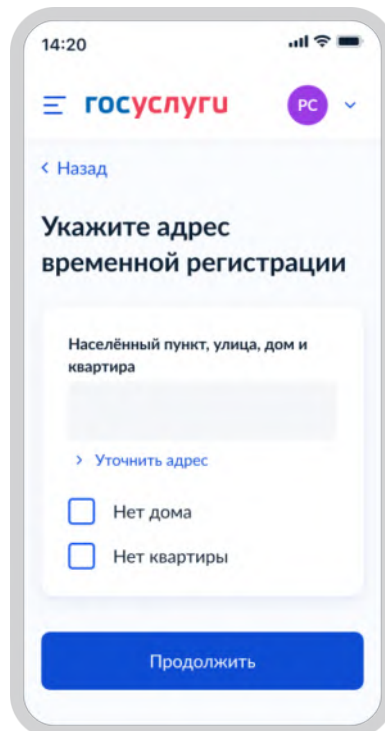 14:20
госуслуги
РС
Назад
Укажите адрес
временной регистрации
Населённый пункт, улица, дом и
квартира
Уточнить адрес
Нет дома
Нет квартиры
Продолжить